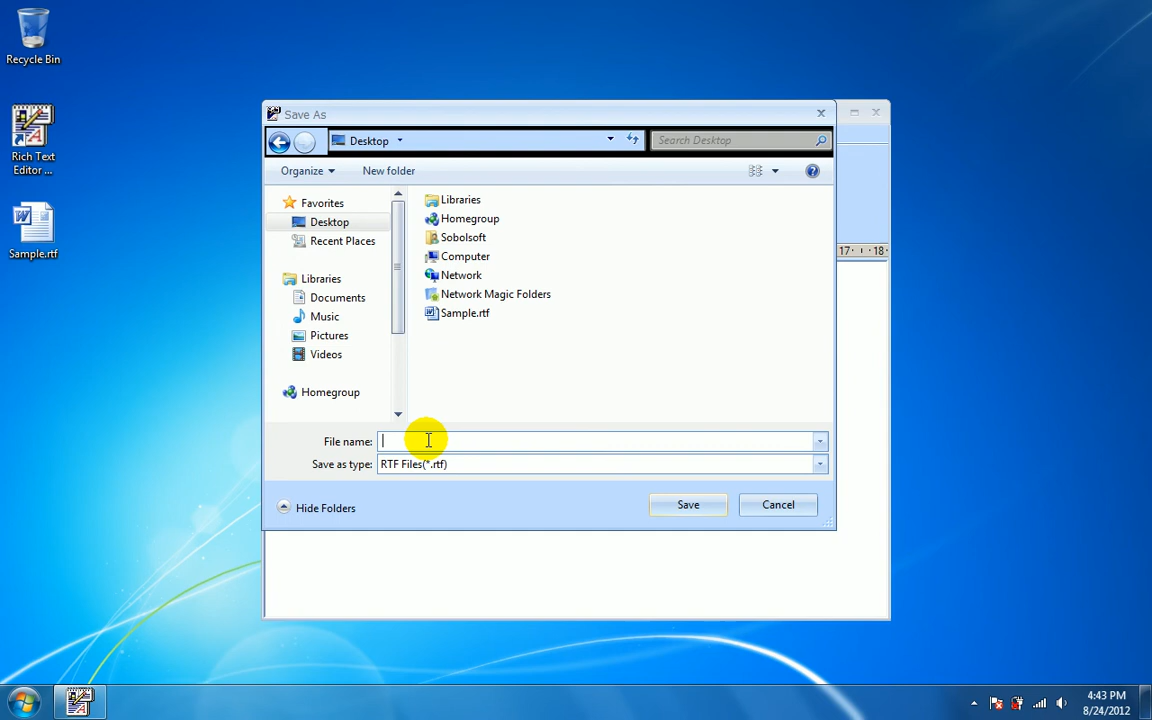 Recycle Bin
Rich Text
Editor ...
Sample.rtf
Save As
Desktop
Search Desktop
Organize
New folder
Favorites
Desktop
Recent Places
Libraries
Documents
Music
Pictures
Videos
Homegroup
Libraries
Homegroup
Sobolsoft
Computer
Network
Network Magic Folders
Sample.rtf
17 18
File name:
Save as type: RTF Files(*.rtf)
Hide Folders
Save
Cancel
4:43 PM
8/24/2012